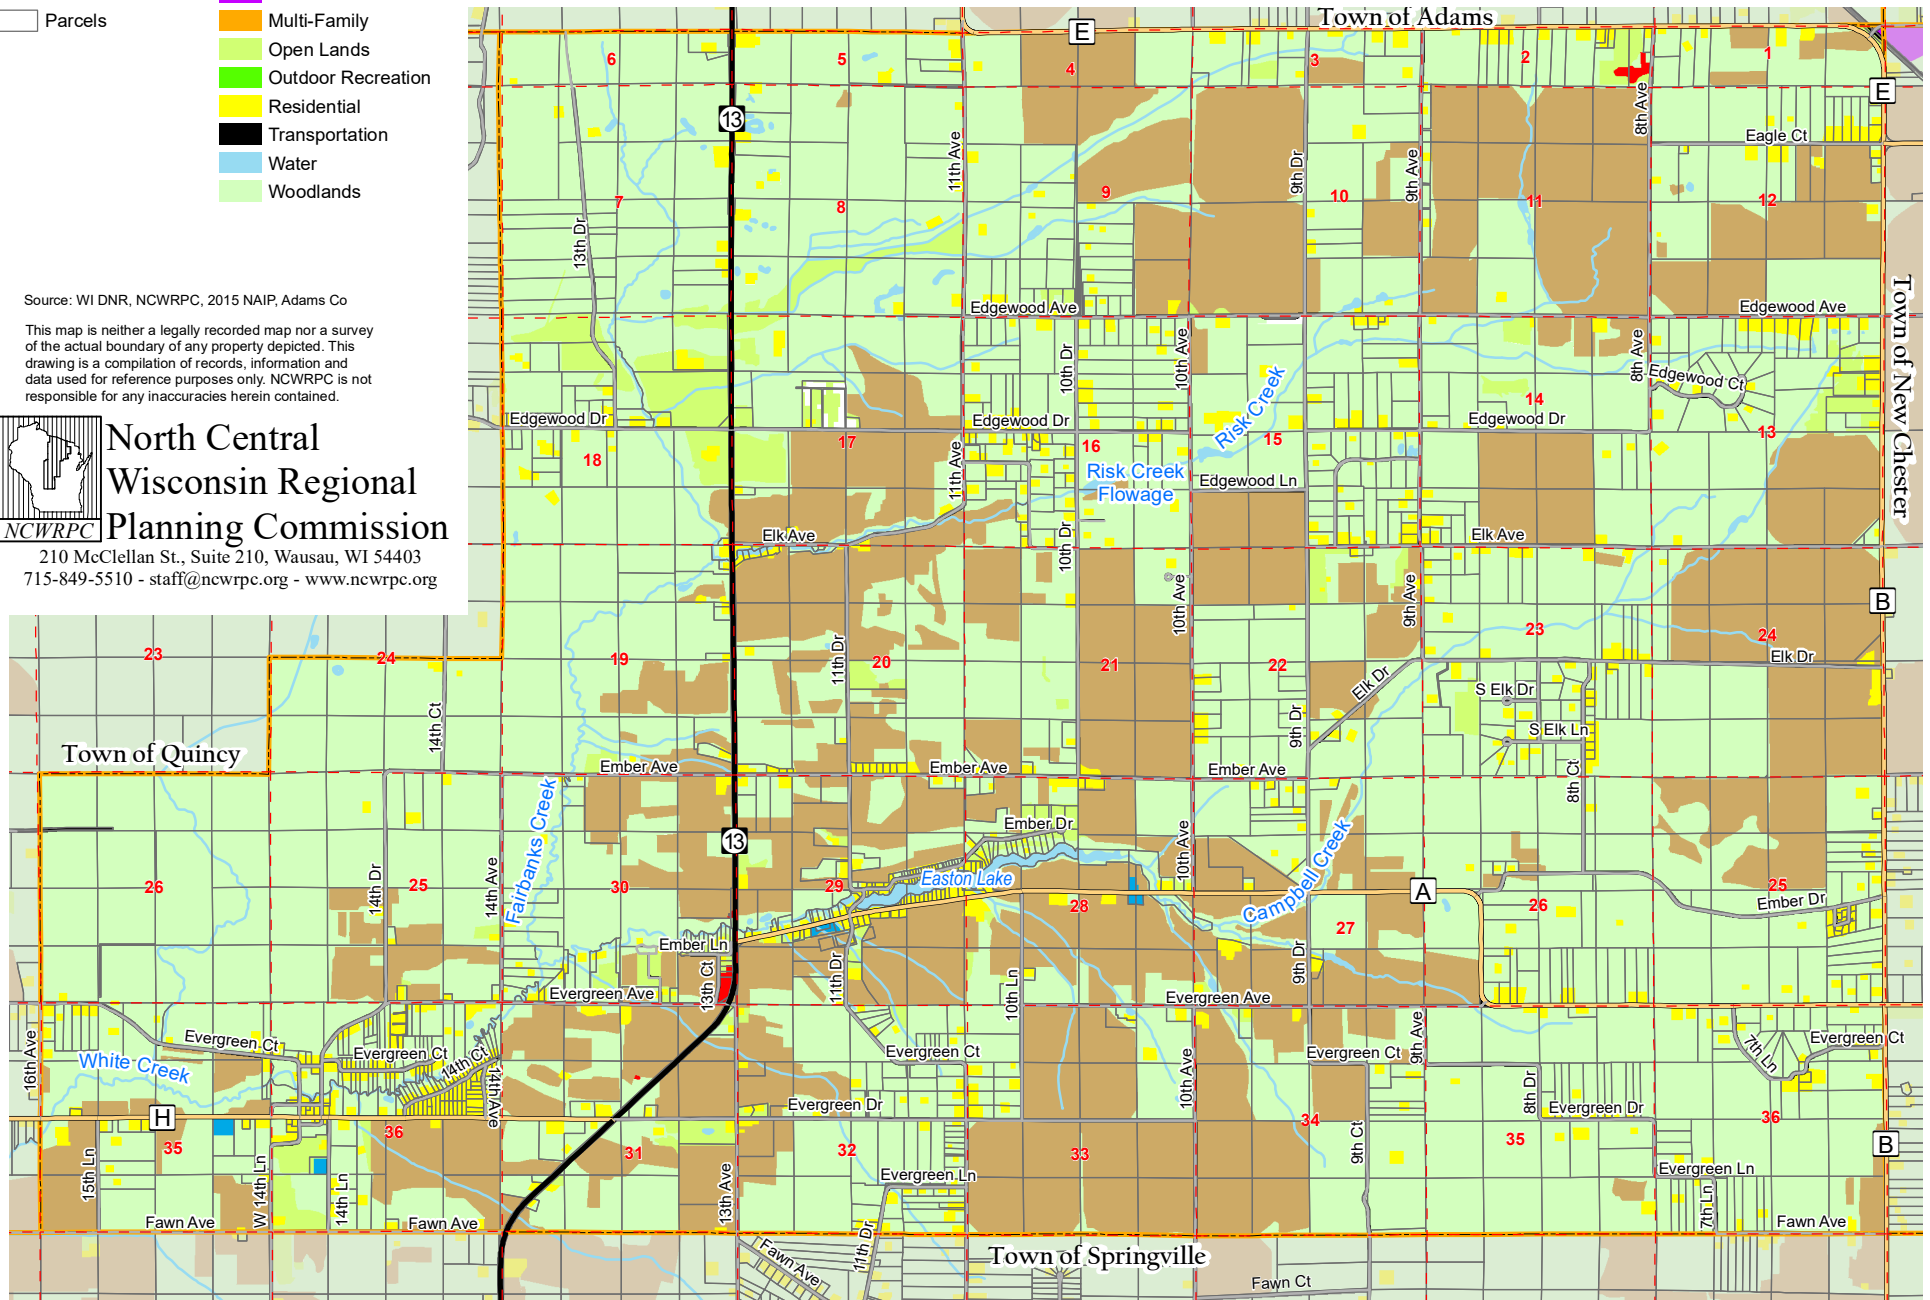 Parcels
Multi-Family
Open Lands
Outdoor Recreation
Residential
Transportation
Water
Woodlands
Source: WI DNR, NCWRPC, 2015 NAIP, Adams Co
This map is neither a legally recorded map nor a survey
of the actual boundary of any property depicted. This
drawing is a compilation of records, information and
data used for reference purposes only. NCWRPC is not
responsible for any inaccuracies herein contained.
NCWRPC
North Central
Wisconsin Regional
Planning Commission
210 McClellan St., Suite 210, Wausau, WI 54403
715-849-5510 - staff@ncwrpc.org - www.ncwrpc.org
Town of Adams
E
6
5
4
3
2
1
E
13
8th Ave
Eagle Ct
11th Ave
9th Dr
9th Ave
7
8
9
10
11
12
13th Dr
Edgewood Ave
Edgewood Ave
Town of New Chester
10th Dr
10th Ave
8th Ave
Risk Creek
Edgewood Ct
14
Edgewood Dr
Edgewood Dr
Edgewood Dr
18
17
16
15
13
11th Ave
Risk Creek
Flowage
Edgewood Ln
Elk Ave
10th Dr
Elk Ave
10th Ave
9th Ave
B
23
24
19
11th Dr
20
21
22
23
24
Elk Dr
Elk Dr
S Elk Dr
14th Ct
9th Dr
S Elk Ln
Town of Quincy
Ember Ave
Ember Ave
Ember Ave
8th Ct
Fairbanks Creek
13
Ember Dr
10th Ave
Campbell Creek
26
14th Dr
25
14th Ave
30
29
Easton Lake
28
A
27
26
25
Ember Dr
Ember Ln
13th Ct
11th Dr
10th Ln
9th Dr
Evergreen Ave
Evergreen Ave
16th Ave
Evergreen Ct
White Creek
Evergreen Ct
14th Ct
14th Ave
Evergreen Ct
10th Ave
Evergreen Ct
9th Ave
7th Ln
Evergreen Ct
8th Dr
H
Evergreen Dr
Evergreen Dr
35
36
31
32
33
34
35
36
B
15th Ln
W 14th Ln
14th Ln
13th Ave
Evergreen Ln
9th Ct
Evergreen Ln
7th Ln
Fawn Ave
Fawn Ave
Fawn Ave
Fawn Ave
11th Dr
Town of Springville
Fawn Ct